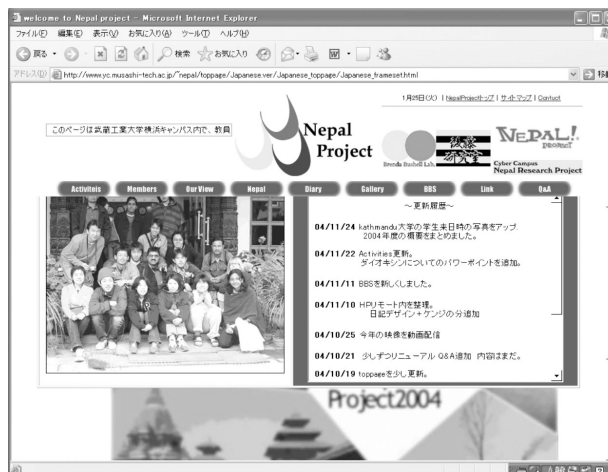 welcome to Nepal project - Microsoft Internet Explorer
ファイル(F) 編集(E) 表示(V) お気に入り(A) ツール(T) ヘルプ(H)
戻る 検索 お気に入り
アドレス(D) http://www.yc.musashi-tech.ac.jp/~nepal/toppage/Japanese.ver/Japanese_toppage/Japanese_frameset.html
1月25日(火) | NepalProjectトップ | サイトマップ | Contuct
このページは武蔵工業大学横浜キャンパス内で、教員
Nepal
Project
Brenda Bushell Lab.
後藤
研究室
NEPAL!
PROJECT
Cyber Campus
Nepal Research Project
Activiteis Members Our View Nepal Diary Gallery BBS Link Q&A
～更新履歴～
04/11/24 kathmandu大学の学生来日時の写真をアップ
2004年度の概要をまとめました。
04/11/22 Activities更新。
ダイオキシンについてのパワーポイントを追加。
04/11/11 BBSを新しくしました。
04/11/10 HPリモート内を整理。
日記デザイン+ケンジの分追加
04/10/25 今年の映像を動画配信
04/10/21 少しずつリニューアル Q&A追加 内容はまだ。
04/10/19 toppageを少し更新。
Project2004